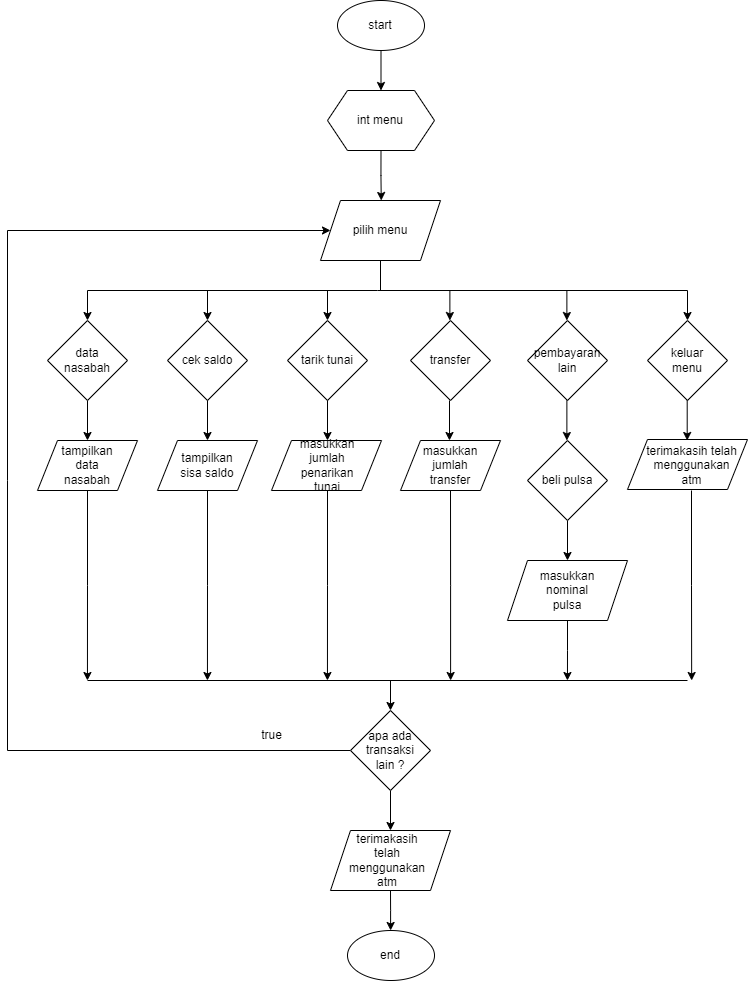 start
int menu
pilih menu
data
nasabah
cek saldo
tarik tunai
transfer
pembayaran
lain
keluar
menu
tampilkan
data
nasabah
tampilkan
sisa saldo
masukkan
jumlah
penarikan
tunai
masukkan
jumlah
transfer
beli pulsa
terimakasih telah
menggunakan
atm
masukkan
nominal
pulsa
true
apa ada
transaksi
lain ?
terimakasih
telah
menggunakan
atm
end